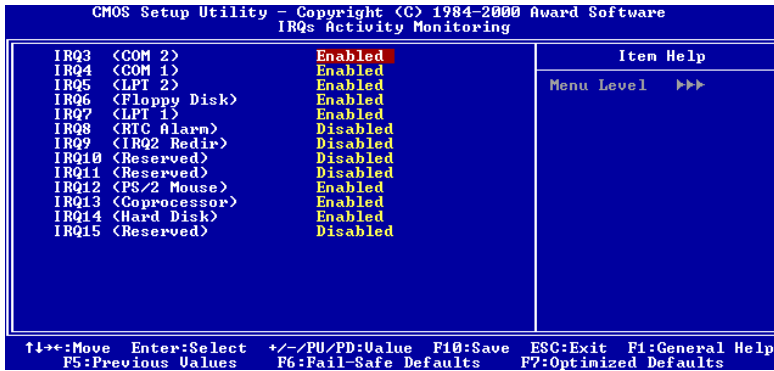 CMOS Setup Utility - Copyright (C) 1984-2000 Award Software
IRQs Activity Monitoring
IRQ3 (COM 2) Enabled
IRQ4 (COM 1) Enabled
IRQ5 (LPT 2) Enabled
IRQ6 (Floppy Disk) Enabled
IRQ7 (LPT 1) Enabled
IRQ8 (RTC Alarm) Disabled
IRQ9 (IRQ2 Redir) Disabled
IRQ10 (Reserved) Disabled
IRQ11 (Reserved) Disabled
IRQ12 (PS/2 Mouse) Enabled
IRQ13 (Coprocessor) Enabled
IRQ14 (Hard Disk) Enabled
IRQ15 (Reserved) Disabled
Item Help
Menu Level ►►►
↑↓→←:Move Enter:Select +/-/PU/PD:Value F10:Save ESC:Exit F1:General Help
F5:Previous Values F6:Fail-Safe Defaults F7:Optimized Defaults